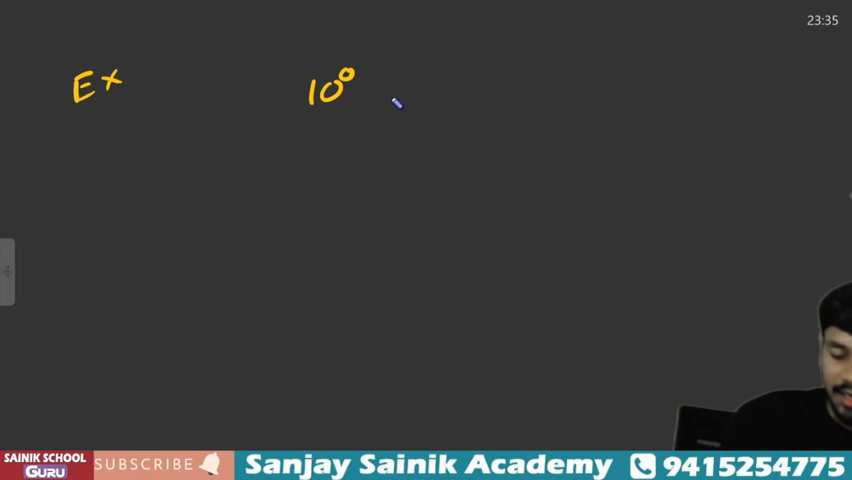 23:35
Ex 10°
SAINIK SCHOOL
GURU
SUBSCRIBE
Sanjay Sainik Academy 9415254775